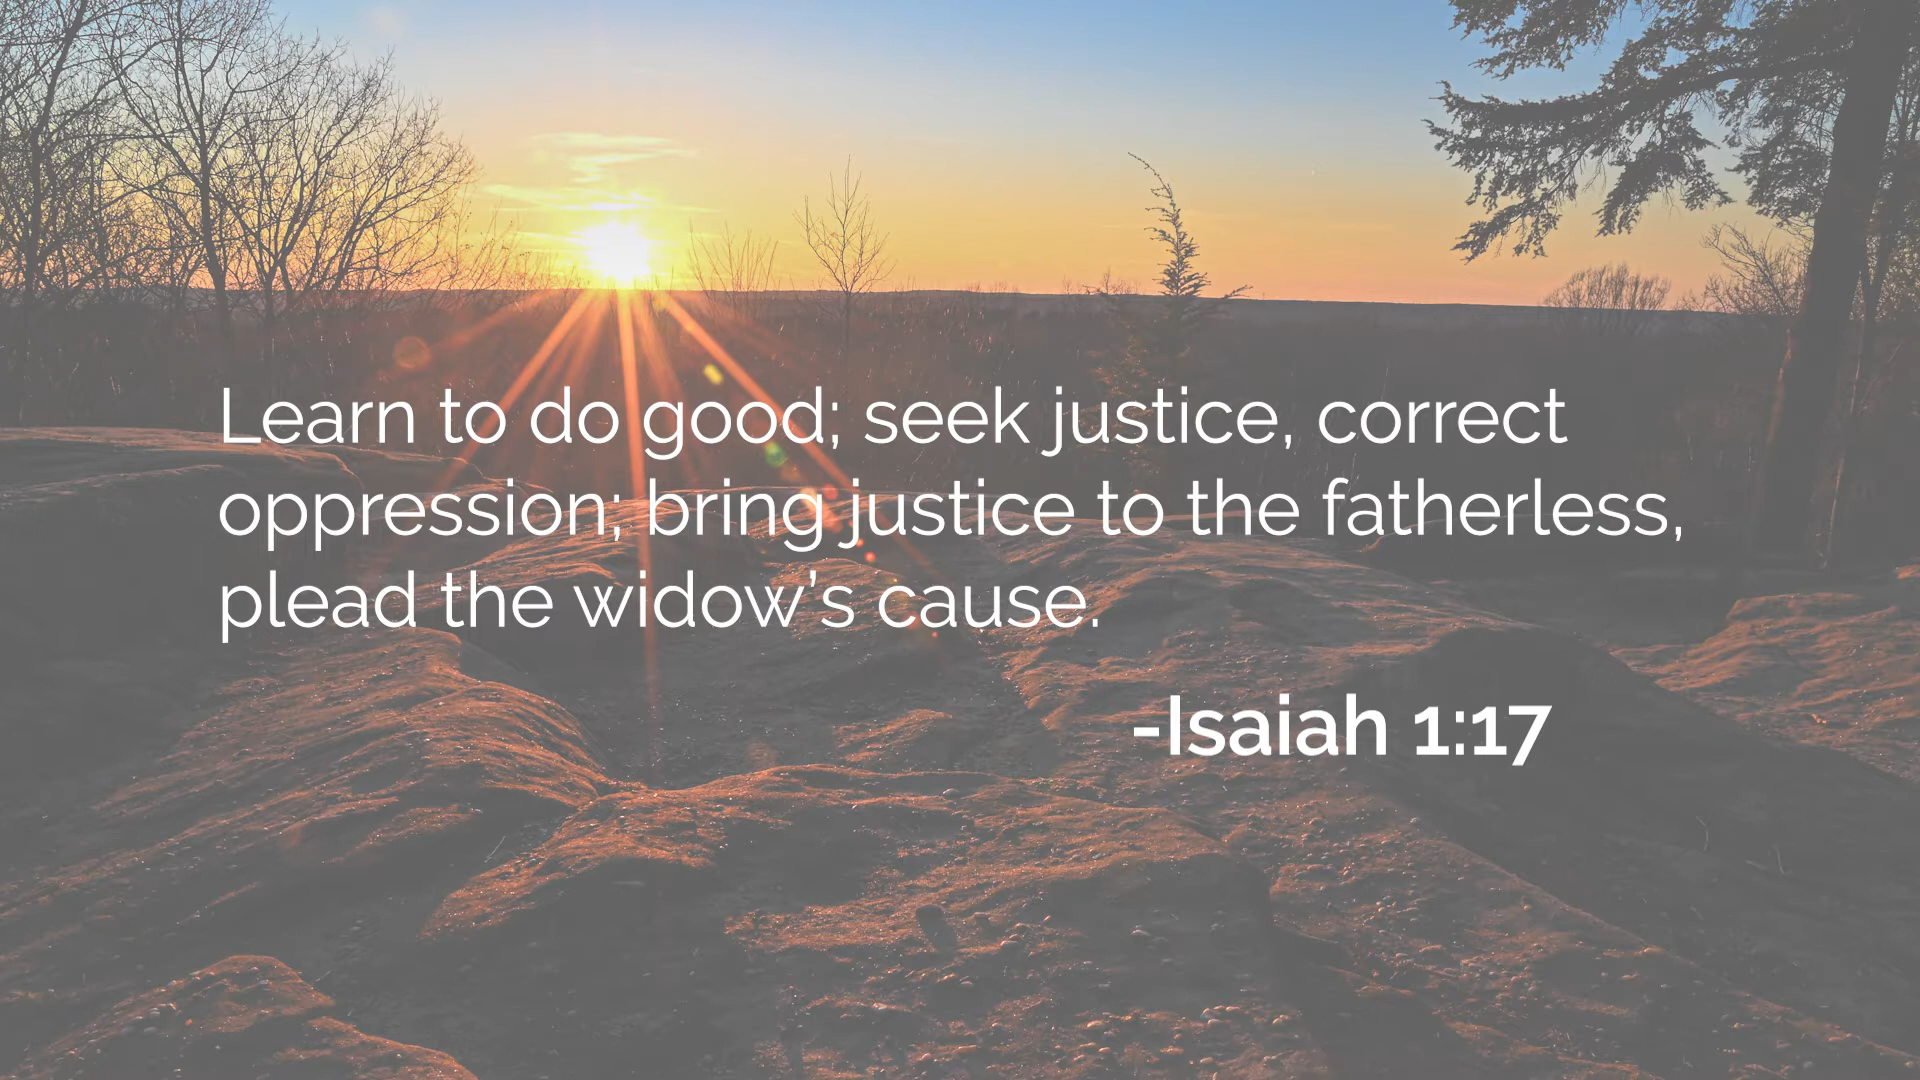 Learn to do good; seek justice, correct
oppression; bring justice to the fatherless,
plead the widow’s cause.
-Isaiah 1:17